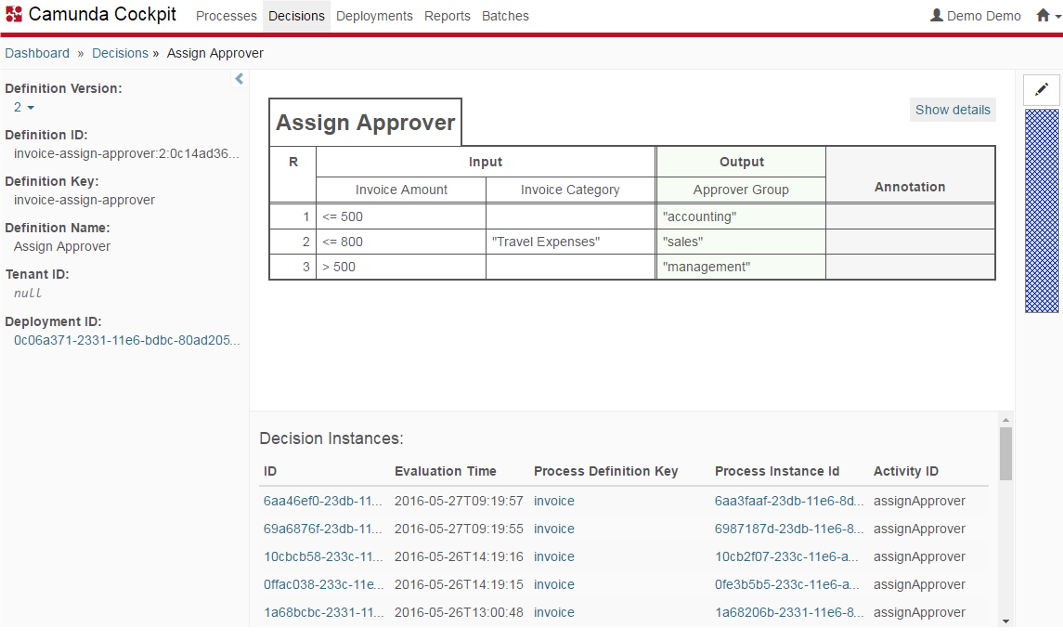 Camunda Cockpit Processes Decisions Deployments Reports Batches Demo Demo
Dashboard » Decisions » Assign Approver
Definition Version:
2
Definition ID:
invoice-assign-approver:2:0c14ad36...
Definition Key:
invoice-assign-approver
Definition Name:
Assign Approver
Tenant ID:
null
Deployment ID:
0c06a371-2331-11e6-bdbc-80ad205...
Assign Approver
Show details
R Input Output Annotation
Invoice Amount Invoice Category Approver Group
1 <= 500 "accounting"
2 <= 800 "Travel Expenses" "sales"
3 > 500 "management"
Decision Instances:
ID Evaluation Time Process Definition Key Process Instance Id Activity ID
6aa46ef0-23db-11... 2016-05-27T09:19:57 invoice 6aa3faaf-23db-11e6-8d... assignApprover
69a6876f-23db-11... 2016-05-27T09:19:55 invoice 6987187d-23db-11e6-8... assignApprover
10cbcb58-233c-11... 2016-05-26T14:19:16 invoice 10cb2f07-233c-11e6-a... assignApprover
0ffac038-233c-11e... 2016-05-26T14:19:15 invoice 0fe3b5b5-233c-11e6-a... assignApprover
1a68bcbc-2331-11... 2016-05-26T13:00:48 invoice 1a68206b-2331-11e6-8... assignApprover